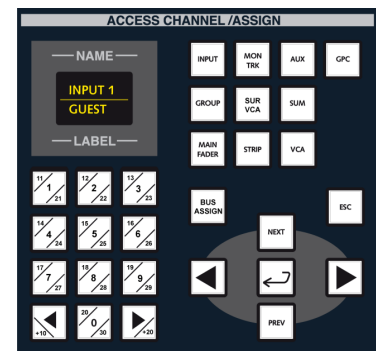 ACCESS CHANNEL /ASSIGN
NAME
INPUT 1
GUEST
LABEL
INPUT
MON TRK
AUX
GPC
GROUP
SUR VCA
SUM
MAIN FADER
STRIP
VCA
BUS ASSIGN
ESC
NEXT
PREV
11 1 21
12 2 22
13 3 23
14 4 24
15 5 25
16 6 26
17 7 27
18 8 28
19 9 29
+10
20 0 30
+20